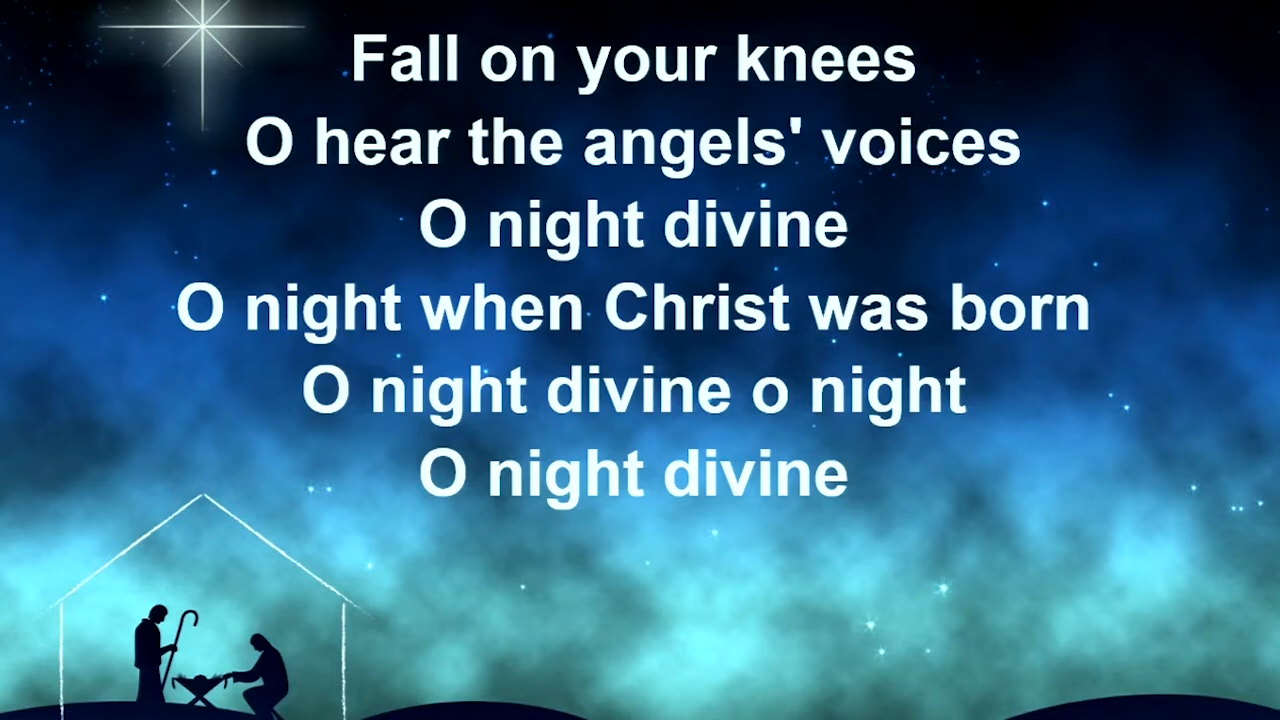 Fall on your knees
O hear the angels' voices
O night divine
O night when Christ was born
O night divine o night
O night divine